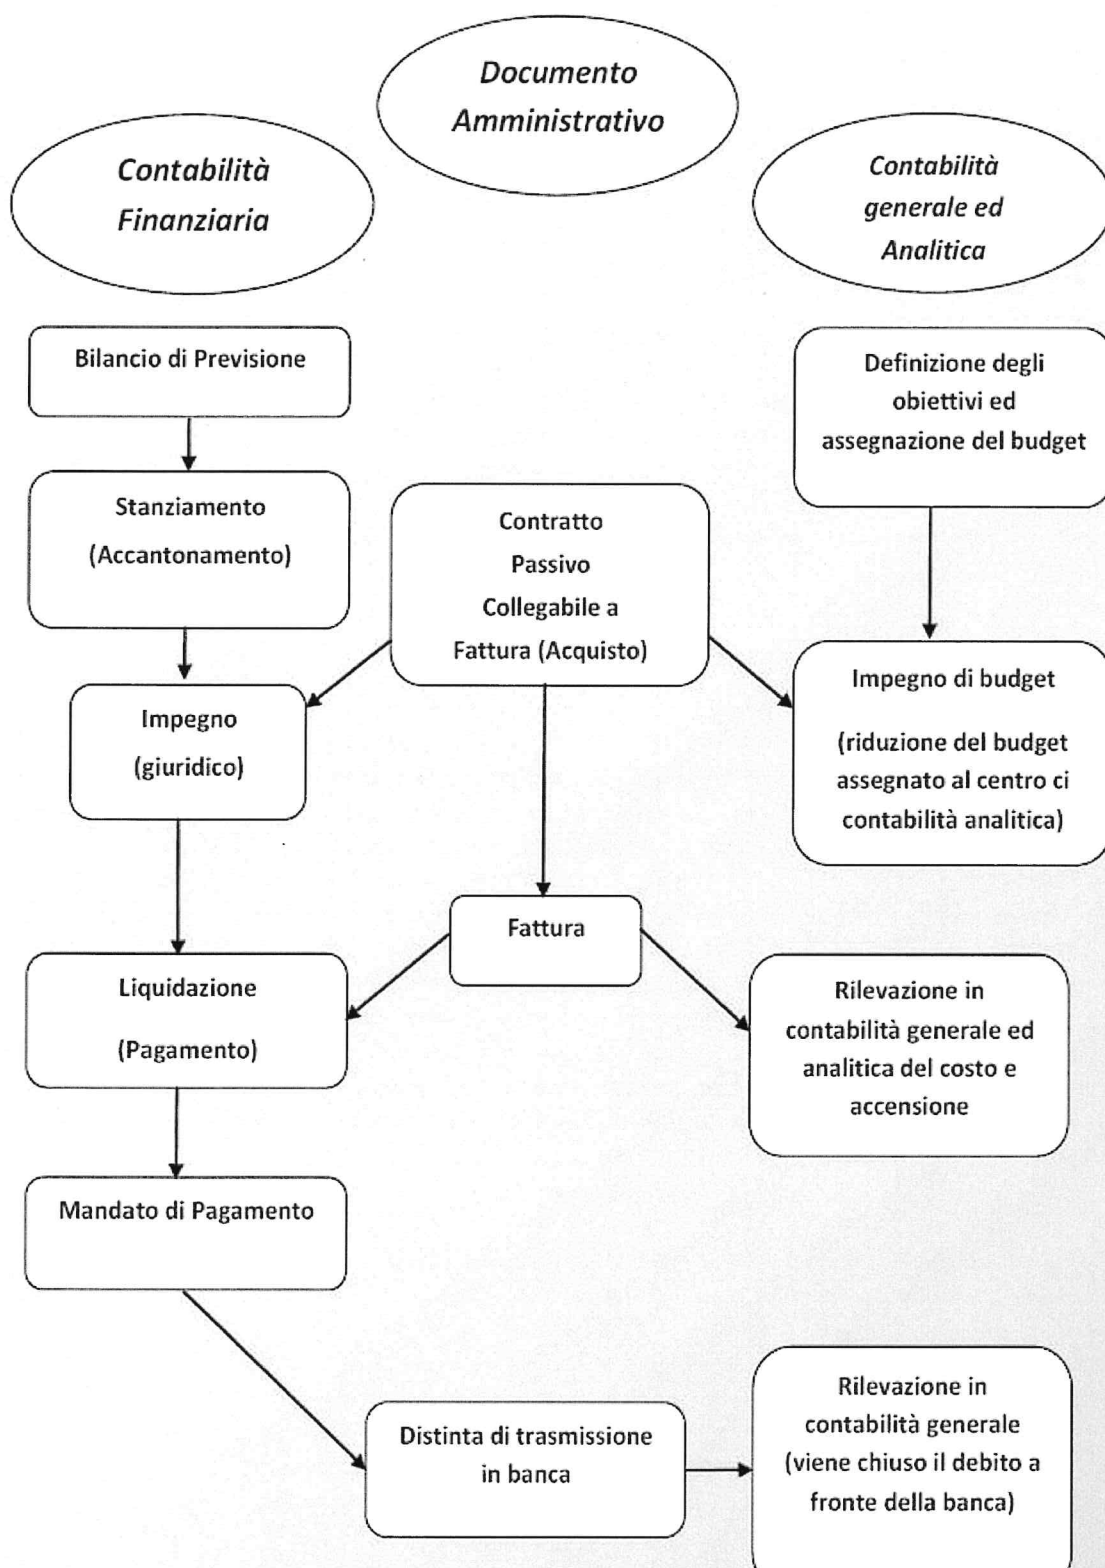 Documento
Amministrativo
Contabilità
Finanziaria
Contabilità
generale ed
Analitica
Bilancio di Previsione
Definizione degli
obiettivi ed
assegnazione del budget
Stanziamento
(Accantonamento)
Contratto
Passivo
Collegabile a
Fattura (Acquisto)
Impegno
(giuridico)
Impegno di budget
(riduzione del budget
assegnato al centro ci
contabilità analitica)
Fattura
Liquidazione
(Pagamento)
Rilevazione in
contabilità generale ed
analitica del costo e
accensione
Mandato di Pagamento
Distinta di trasmissione
in banca
Rilevazione in
contabilità generale
(viene chiuso il debito a
fronte della banca)